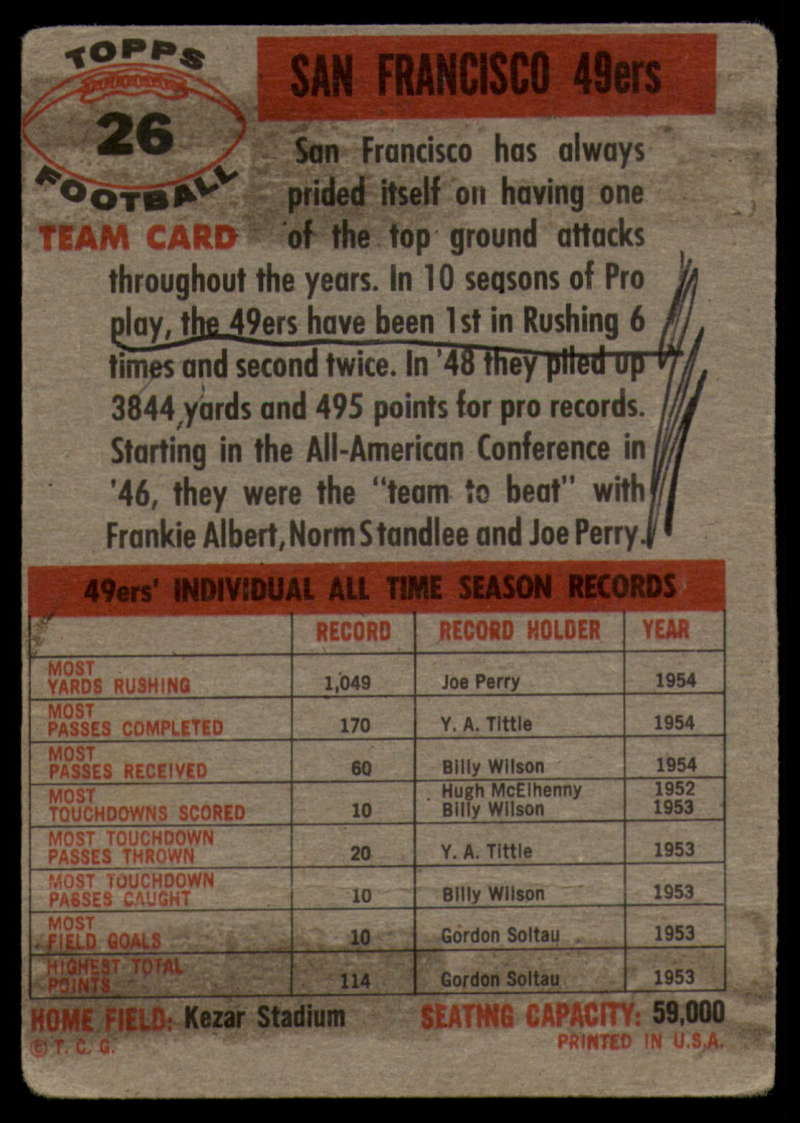 TOPPS
26
FOOTBALL
TEAM CARD
SAN FRANCISCO 49ers
San Francisco has always
prided itself on having one
of the top ground attacks
throughout the years. In 10 seasons of Pro
play, the 49ers have been 1st in Rushing 6
times and second twice. In '48 they piled up
3844 yards and 495 points for pro records.
Starting in the All-American Conference in
'46, they were the "team to beat" with
Frankie Albert, Norm Standlee and Joe Perry.
49ers' INDIVIDUAL ALL TIME SEASON RECORDS
RECORD RECORD HOLDER YEAR
MOST
YARDS RUSHING 1,049 Joe Perry 1954
MOST
PASSES COMPLETED 170 Y. A. Tittle 1954
MOST
PASSES RECEIVED 60 Billy Wilson 1954
MOST Hugh McElhenny 1952
TOUCHDOWNS SCORED 10 Billy Wilson 1953
MOST TOUCHDOWN
PASSES THROWN 20 Y. A. Tittle 1953
MOST TOUCHDOWN
PASSES CAUGHT 10 Billy Wilson 1953
MOST
FIELD GOALS 10 Gordon Soltau 1953
HIGHEST TOTAL
POINTS 114 Gordon Soltau 1953
HOME FIELD: Kezar Stadium SEATING CAPACITY: 59,000
© T. C. G. PRINTED IN U.S.A.